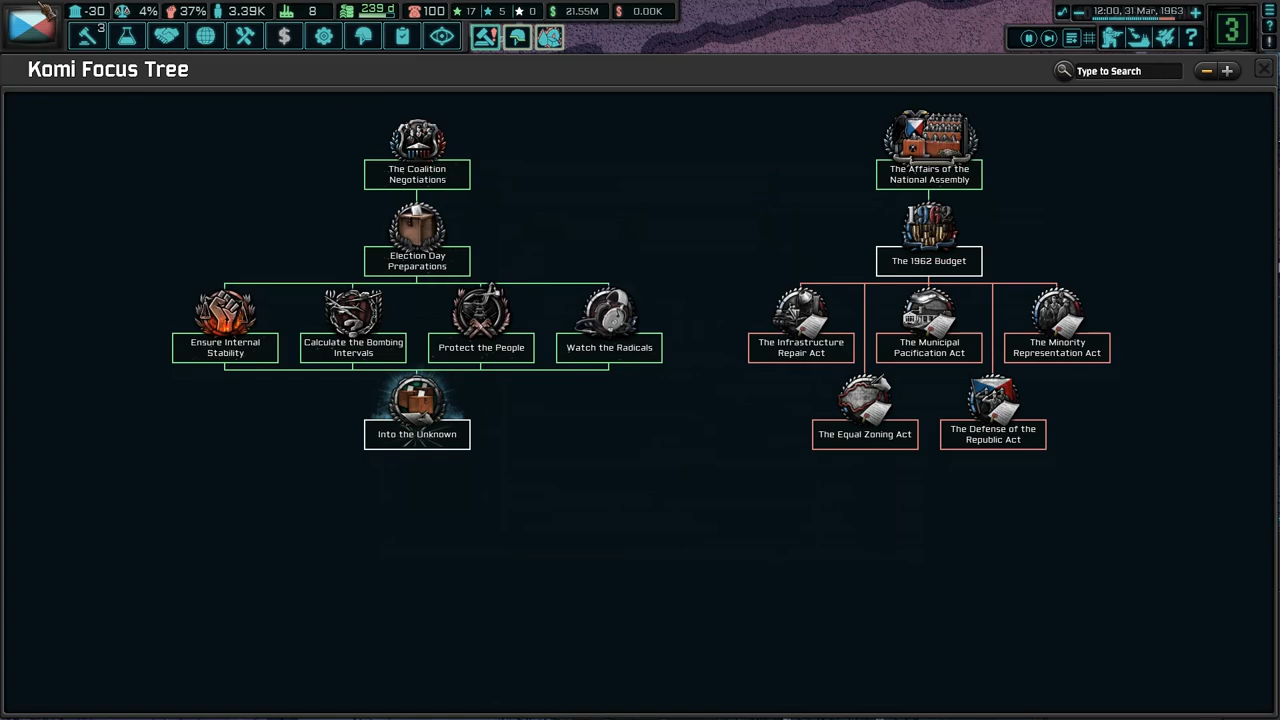 -30 4% 37% 3.39K 8 239 d 100 17 5 0 21.55M 0.00K 12:00, 31 Mar, 1963
3
3
Komi Focus Tree
Type to Search
The Coalition
Negotiations
The Affairs of the
National Assembly
1962
Election Day
Preparations
The 1962 Budget
Ensure Internal
Stability
Calculate the Bombing
Intervals
Protect the People
Watch the Radicals
The Infrastructure
Repair Act
The Municipal
Pacification Act
The Minority
Representation Act
Into the Unknown
The Equal Zoning Act
The Defense of the
Republic Act